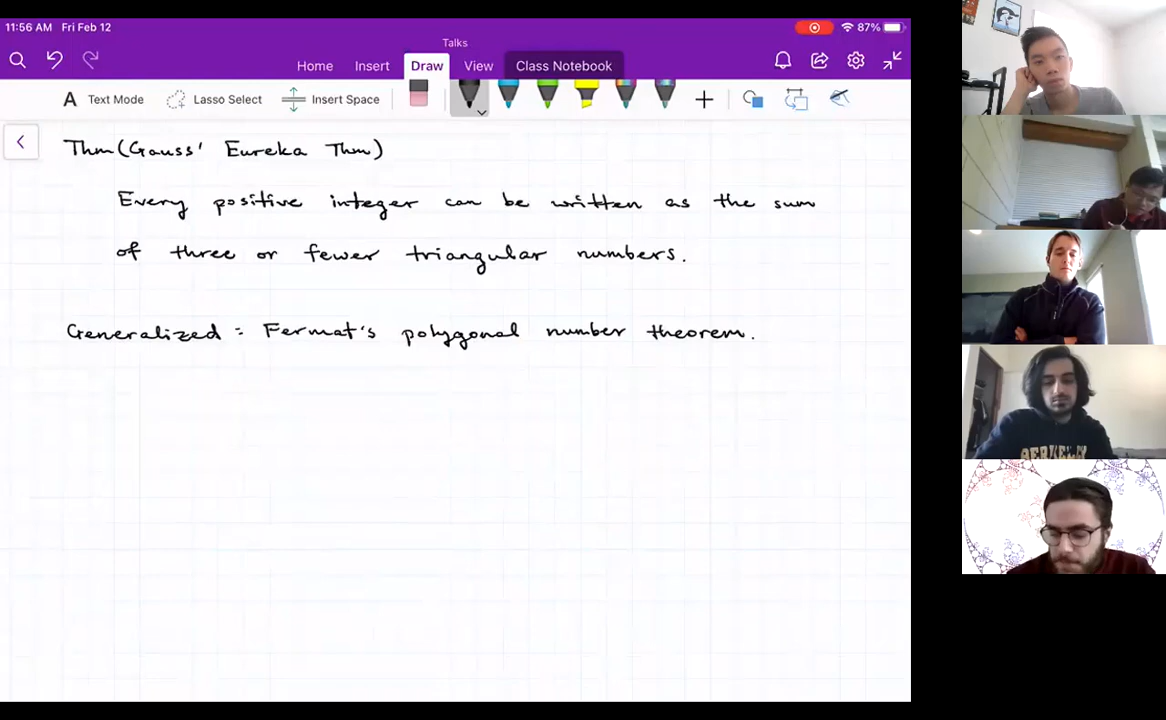 11:56 AM Fri Feb 12
87%
Talks
Home Insert Draw View Class Notebook
Text Mode Lasso Select Insert Space
Thm (Gauss' Eureka Thm)
Every positive integer can be written as the sum
of three or fewer triangular numbers.
Generalized : Fermat's polygonal number theorem.
BERKELEY